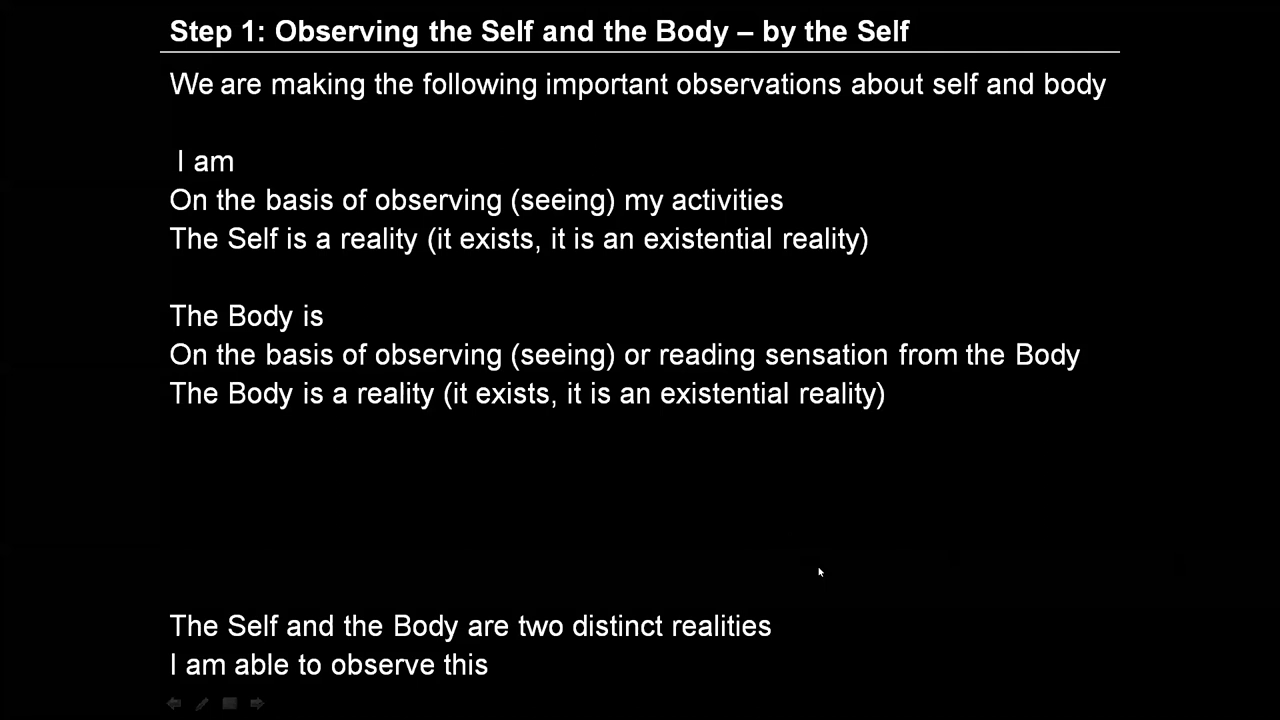 Step 1: Observing the Self and the Body – by the Self
We are making the following important observations about self and body
I am
On the basis of observing (seeing) my activities
The Self is a reality (it exists, it is an existential reality)
The Body is
On the basis of observing (seeing) or reading sensation from the Body
The Body is a reality (it exists, it is an existential reality)
The Self and the Body are two distinct realities
I am able to observe this